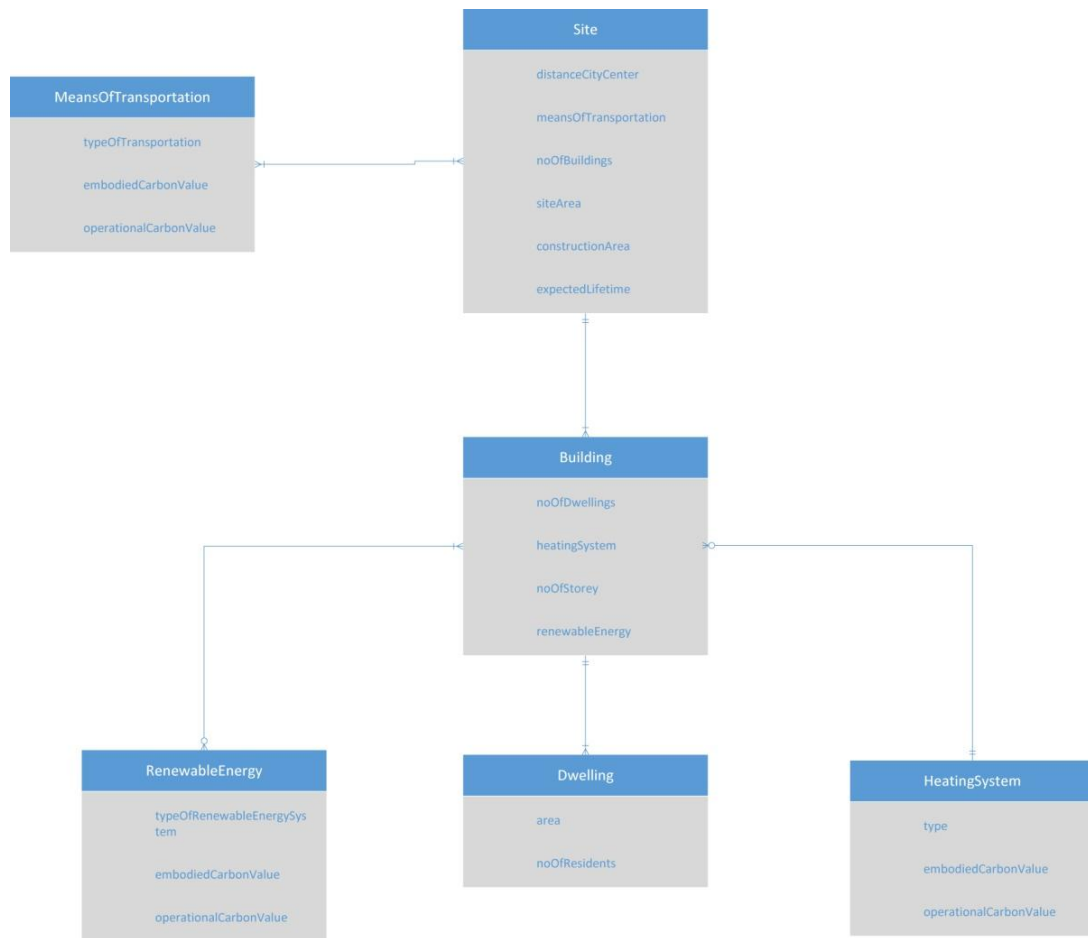 Site
distanceCityCenter
meansOfTransportation
noOfBuildings
siteArea
constructionArea
expectedLifetime
MeansOfTransportation
typeOfTransportation
embodiedCarbonValue
operationalCarbonValue
Building
noOfDwellings
heatingSystem
noOfStorey
renewableEnergy
RenewableEnergy
typeOfRenewableEnergySys
tem
embodiedCarbonValue
operationalCarbonValue
Dwelling
area
noOfResidents
HeatingSystem
type
embodiedCarbonValue
operationalCarbonValue